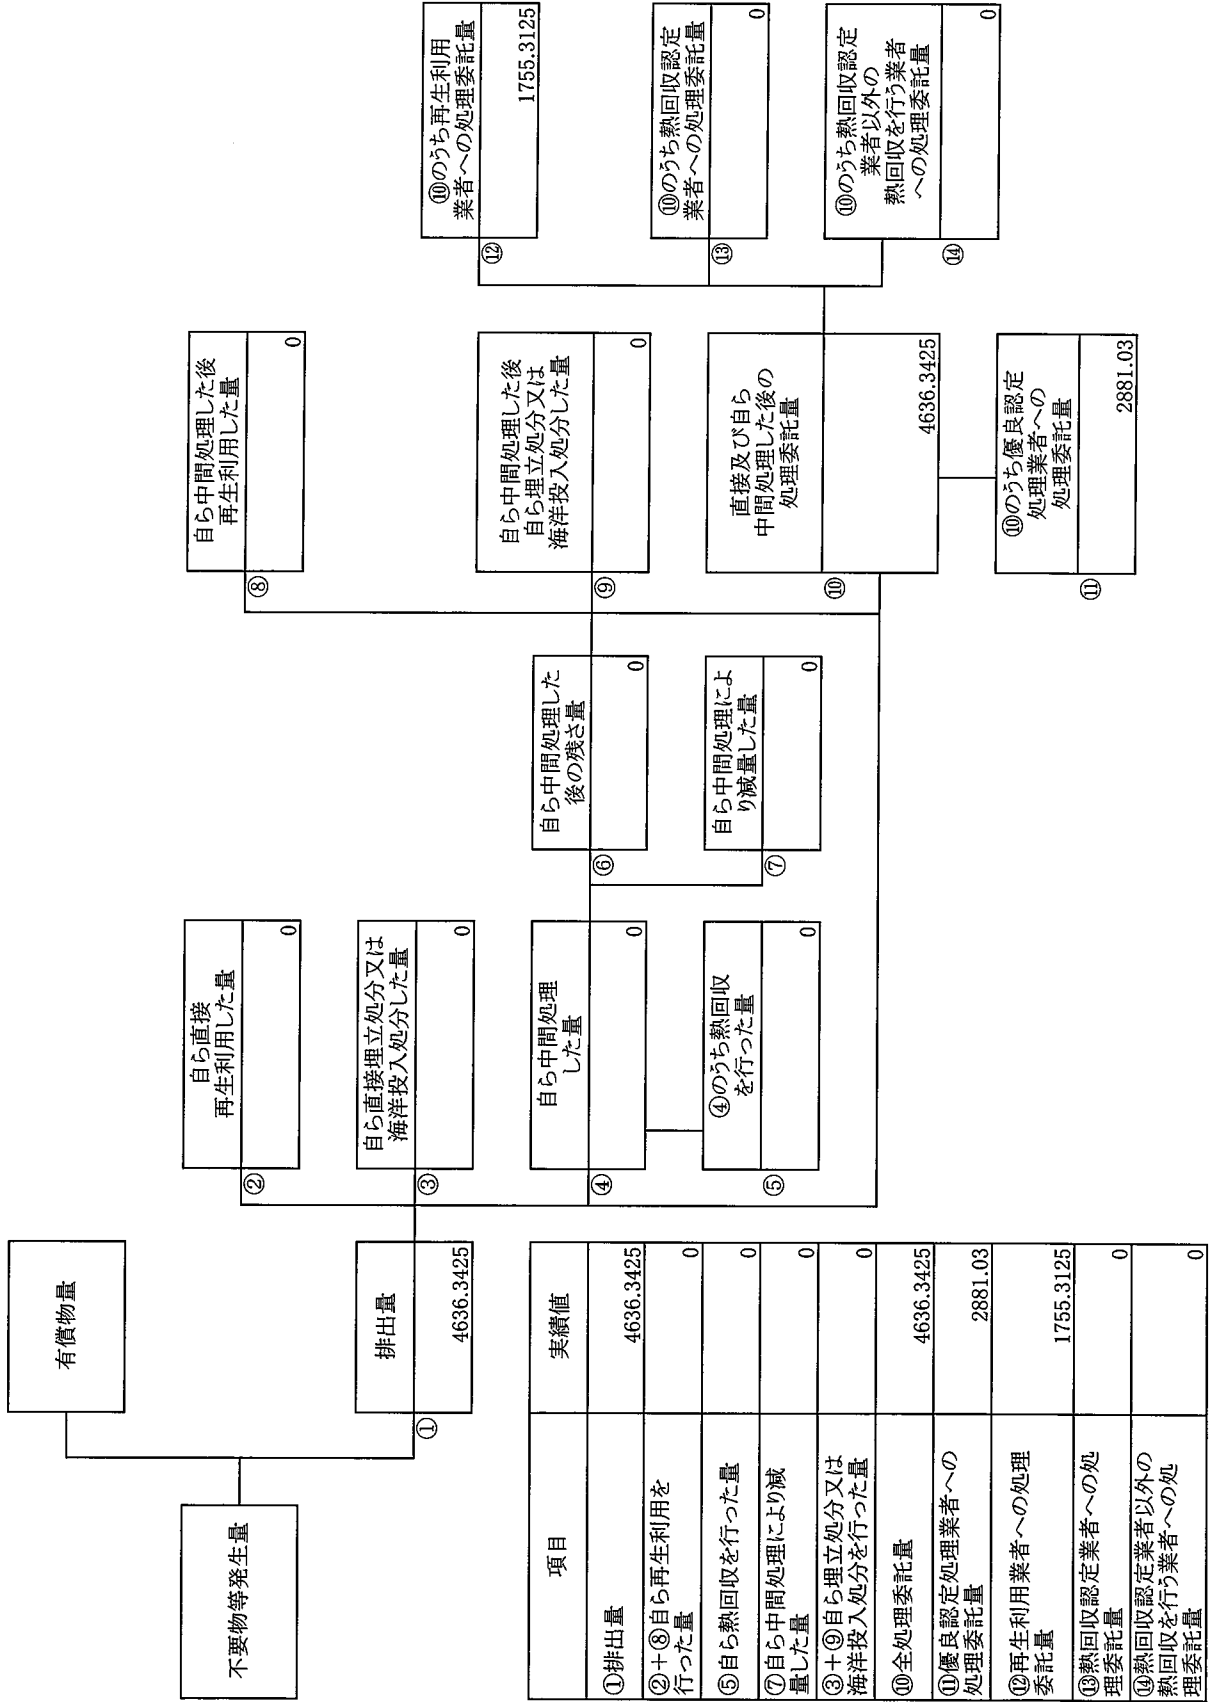 不要物等発生量
有償物量
排出量
①
4636.3425
自ら直接
再生利用した量
②
0
自ら直接埋立処分又は
海洋投入処分した量
③
0
自ら中間処理
した量
④
0
④のうち熱回収
を行った量
⑤
0
自ら中間処理した
後の残さ量
⑥
0
自ら中間処理によ
り減量した量
⑦
0
自ら中間処理した後
再生利用した量
⑧
0
自ら中間処理した後
自ら埋立処分又は
海洋投入処分した量
⑨
0
直接及び自ら
中間処理した後の
処理委託量
⑩
4636.3425
⑩のうち優良認定
処理業者への
処理委託量
⑪
2881.03
⑩のうち再生利用
業者への処理委託量
⑫
1755.3125
⑩のうち熱回収認定
業者への処理委託量
⑬
0
⑩のうち熱回収認定
業者以外の
熱回収を行う業者
への処理委託量
⑭
0
項目 実績値
①排出量 4636.3425
②+⑧自ら再生利用を
行った量 0
⑤自ら熱回収を行った量 0
⑦自ら中間処理により減
量した量 0
③+⑨自ら埋立処分又は
海洋投入処分を行った量 0
⑩全処理委託量 4636.3425
⑪優良認定処理業者への
処理委託量 2881.03
⑫再生利用業者への処理
委託量 1755.3125
⑬熱回収認定業者への処
理委託量 0
⑭熱回収認定業者以外の
熱回収を行う業者への処
理委託量 0